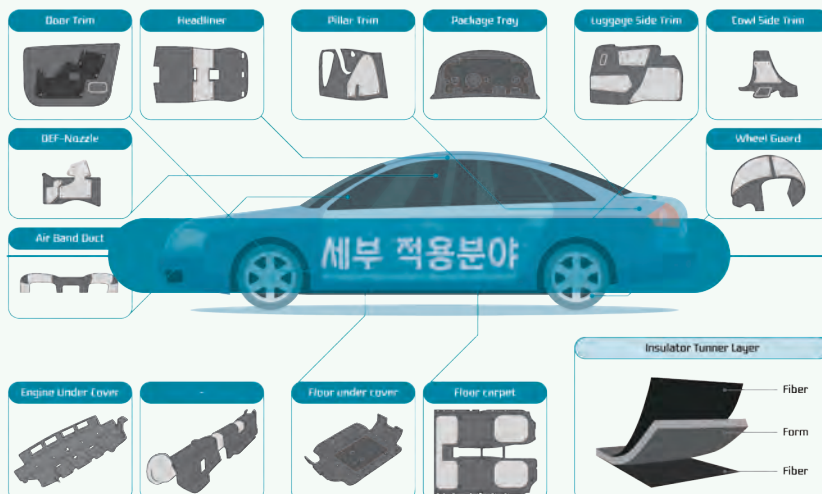 Door Trim
Headliner
Pillar Trim
Package Tray
Luggage Side Trim
Cowl Side Trim
DEF-Nozzle
Wheel Guard
Air Band Duct
세부 적용분야
Insulator Tunner Layer
Fiber
Form
Fiber
Engine Under Cover
-
Floor under cover
Floor carpet